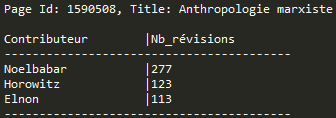 Page Id: 1590508, Title: Anthropologie marxiste
Contributeur |Nb_révisions
----------------------------------------
Noelbabar |277
Horowitz |123
Elnon |113
----------------------------------------